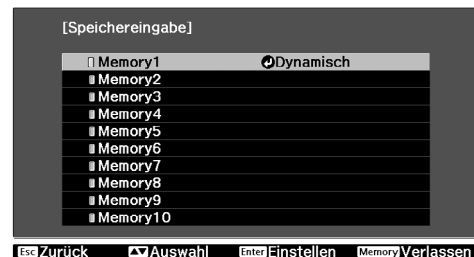 [Speichereingabe]
Memory1 Dynamisch
Memory2
Memory3
Memory4
Memory5
Memory6
Memory7
Memory8
Memory9
Memory10
Esc Zurück Auswahl Enter Einstellen Memory Verlassen